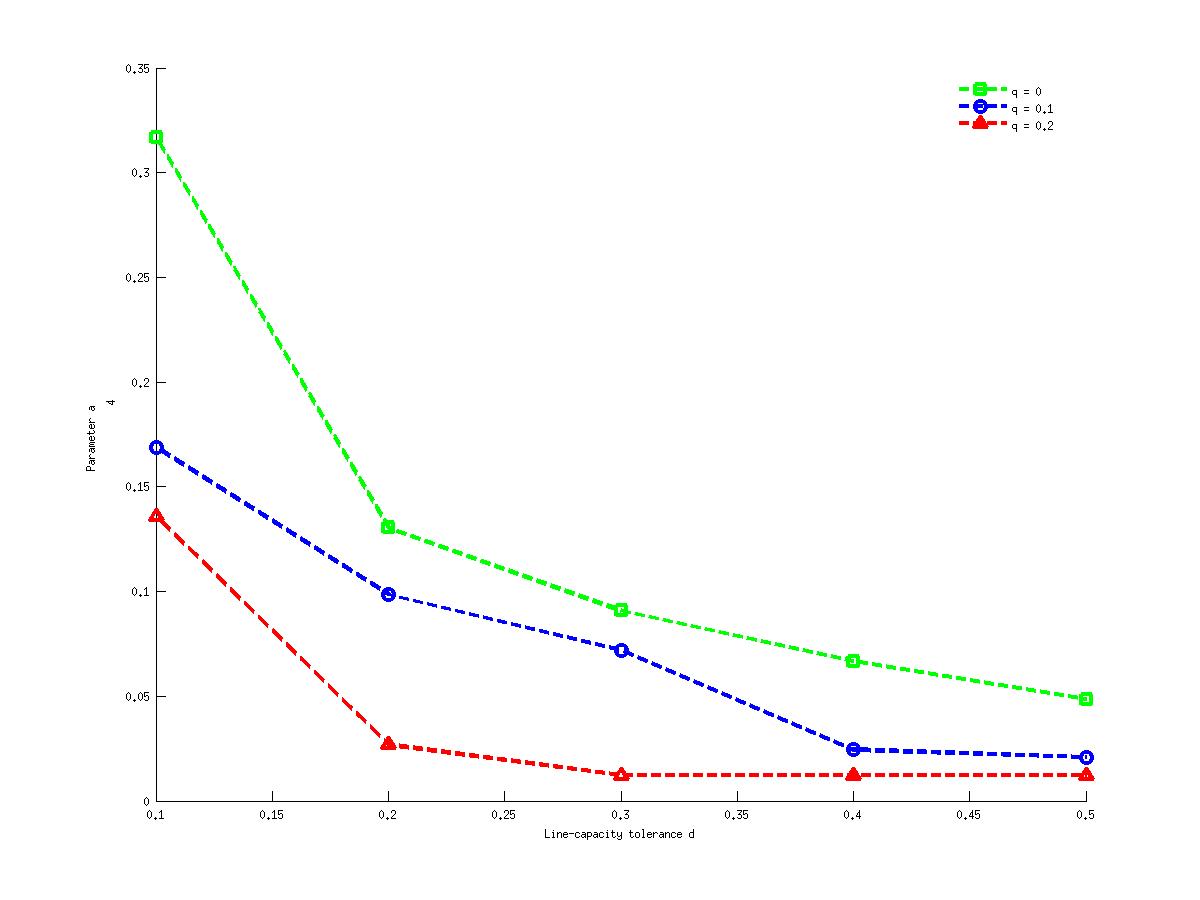 0.35
0.3
0.25
0.2
0.15
0.1
0.05
0
Parameter a
4
q = 0
q = 0.1
q = 0.2
0.1 0.15 0.2 0.25 0.3 0.35 0.4 0.45 0.5
Line-capacity tolerance d